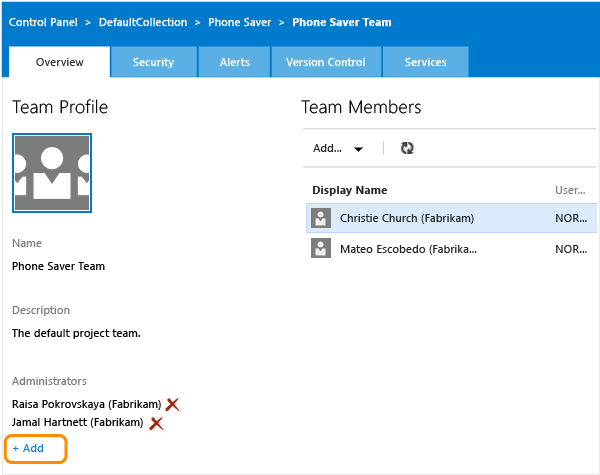 Control Panel > DefaultCollection > Phone Saver > Phone Saver Team
Overview Security Alerts Version Control Services
Team Profile
Name
Phone Saver Team
Description
The default project team.
Administrators
Raisa Pokrovskaya (Fabrikam)
Jamal Hartnett (Fabrikam)
+ Add
Team Members
Add...
Display Name User...
Christie Church (Fabrikam) NOR...
Mateo Escobedo (Fabrika... NOR...